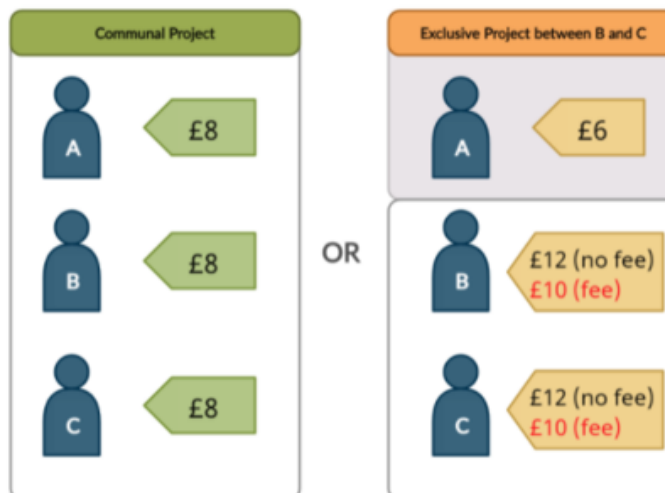 Communal Project
A
£8
B
£8
C
£8
OR
Exclusive Project between B and C
A
£6
B
£12 (no fee)
£10 (fee)
C
£12 (no fee)
£10 (fee)